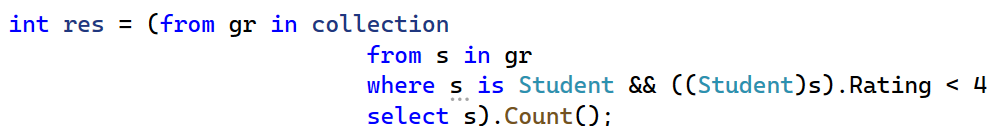 int res = (from gr in collection
from s in gr
where s is Student && ((Student)s).Rating < 4
select s).Count();